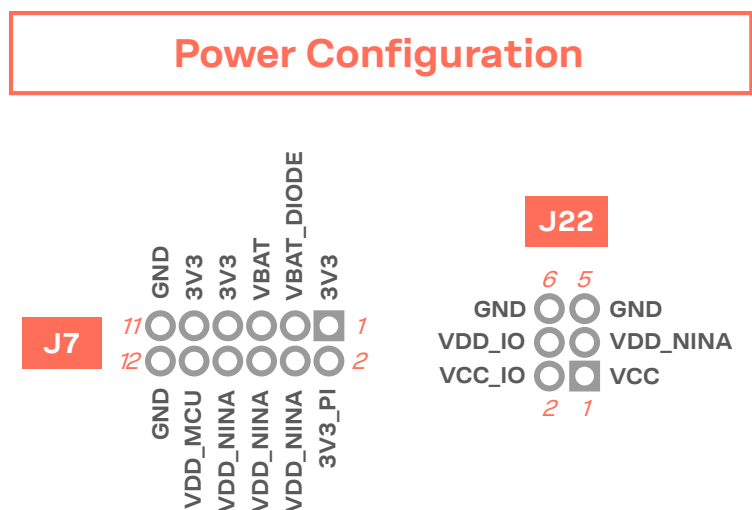 Power Configuration
J7
GND
3V3
3V3
VBAT
VBAT_DIODE
3V3
11
1
12
2
GND
VDD_MCU
VDD_NINA
VDD_NINA
VDD_NINA
3V3_PI
J22
6 5
GND GND
VDD_IO VDD_NINA
VCC_IO VCC
2 1